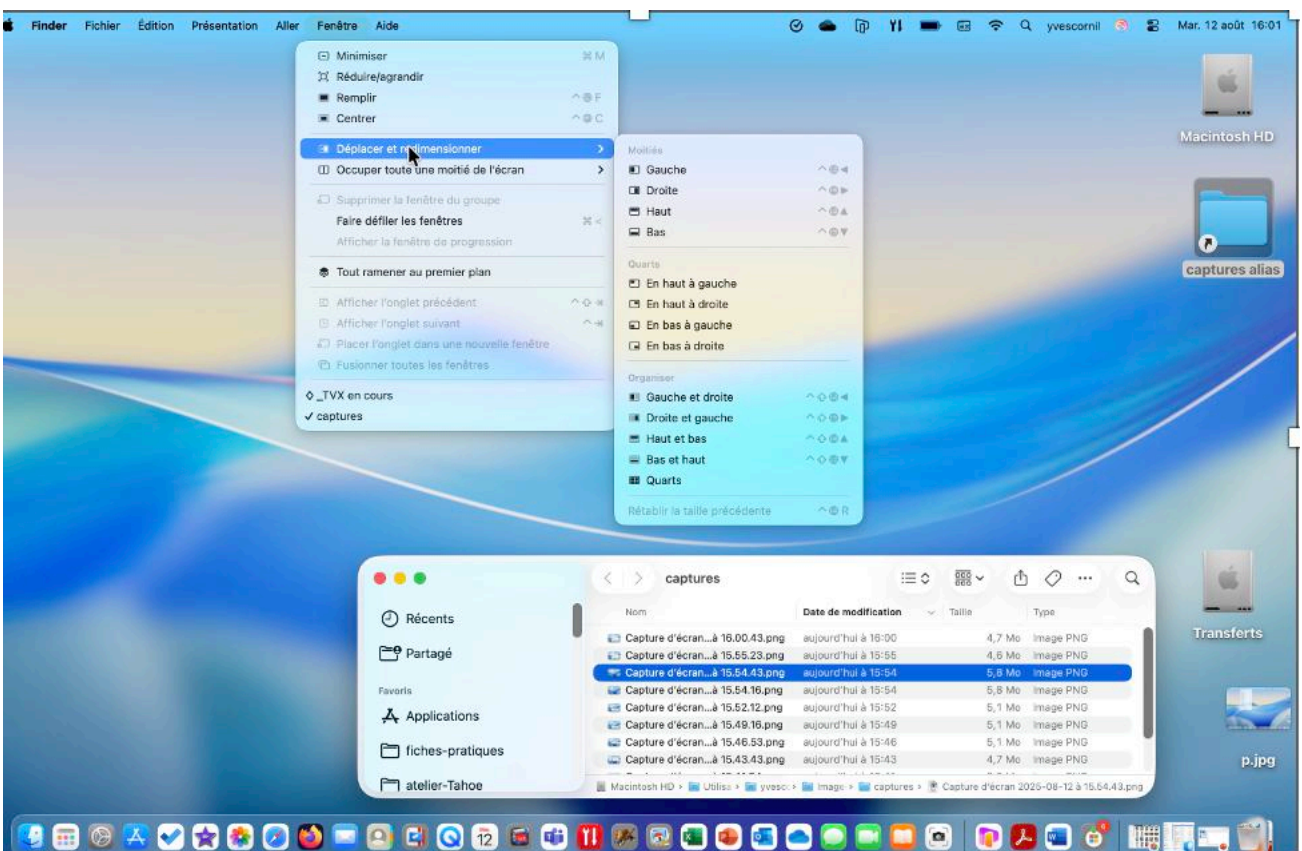 Finder Fichier Édition Présentation Aller Fenêtre Aide yvescornil Mar. 12 août 16:01
Minimiser ⌘ M
Réduire/agrandir
Remplir
Centrer
Déplacer et redimensionner
Occuper toute une moitié de l'écran
Supprimer la fenêtre du groupe
Faire défiler les fenêtres ⌘ <
Afficher la fenêtre de progression
Tout ramener au premier plan
Afficher l'onglet précédent
Afficher l'onglet suivant
Placer l'onglet dans une nouvelle fenêtre
Fusionner toutes les fenêtres
_TVX en cours
✓ captures
Moitiés
Gauche
Droite
Haut
Bas
Quarts
En haut à gauche
En haut à droite
En bas à gauche
En bas à droite
Organiser
Gauche et droite
Droite et gauche
Haut et bas
Bas et haut
Quarts
Rétablir la taille précédente
Macintosh HD
captures alias
Transferts
p.jpg
captures
Récents
Partagé
Favoris
Applications
fiches-pratiques
atelier-Tahoe
Nom Date de modification Taille Type
Capture d'écran...à 16.00.43.png aujourd'hui à 16:00 4,7 Mo Image PNG
Capture d'écran...à 15.55.23.png aujourd'hui à 15:55 4,6 Mo Image PNG
Capture d'écran...à 15.54.43.png aujourd'hui à 15:54 5,8 Mo Image PNG
Capture d'écran...à 15.54.16.png aujourd'hui à 15:54 5,8 Mo Image PNG
Capture d'écran...à 15.52.12.png aujourd'hui à 15:52 5,1 Mo Image PNG
Capture d'écran...à 15.49.16.png aujourd'hui à 15:49 5,1 Mo Image PNG
Capture d'écran...à 15.46.53.png aujourd'hui à 15:46 5,1 Mo Image PNG
Capture d'écran...à 15.43.43.png aujourd'hui à 15:43 4,7 Mo Image PNG
Macintosh HD › Utilisa › yvesc › Image › captures › Capture d'écran 2025-08-12 à 15.54.43.png
12